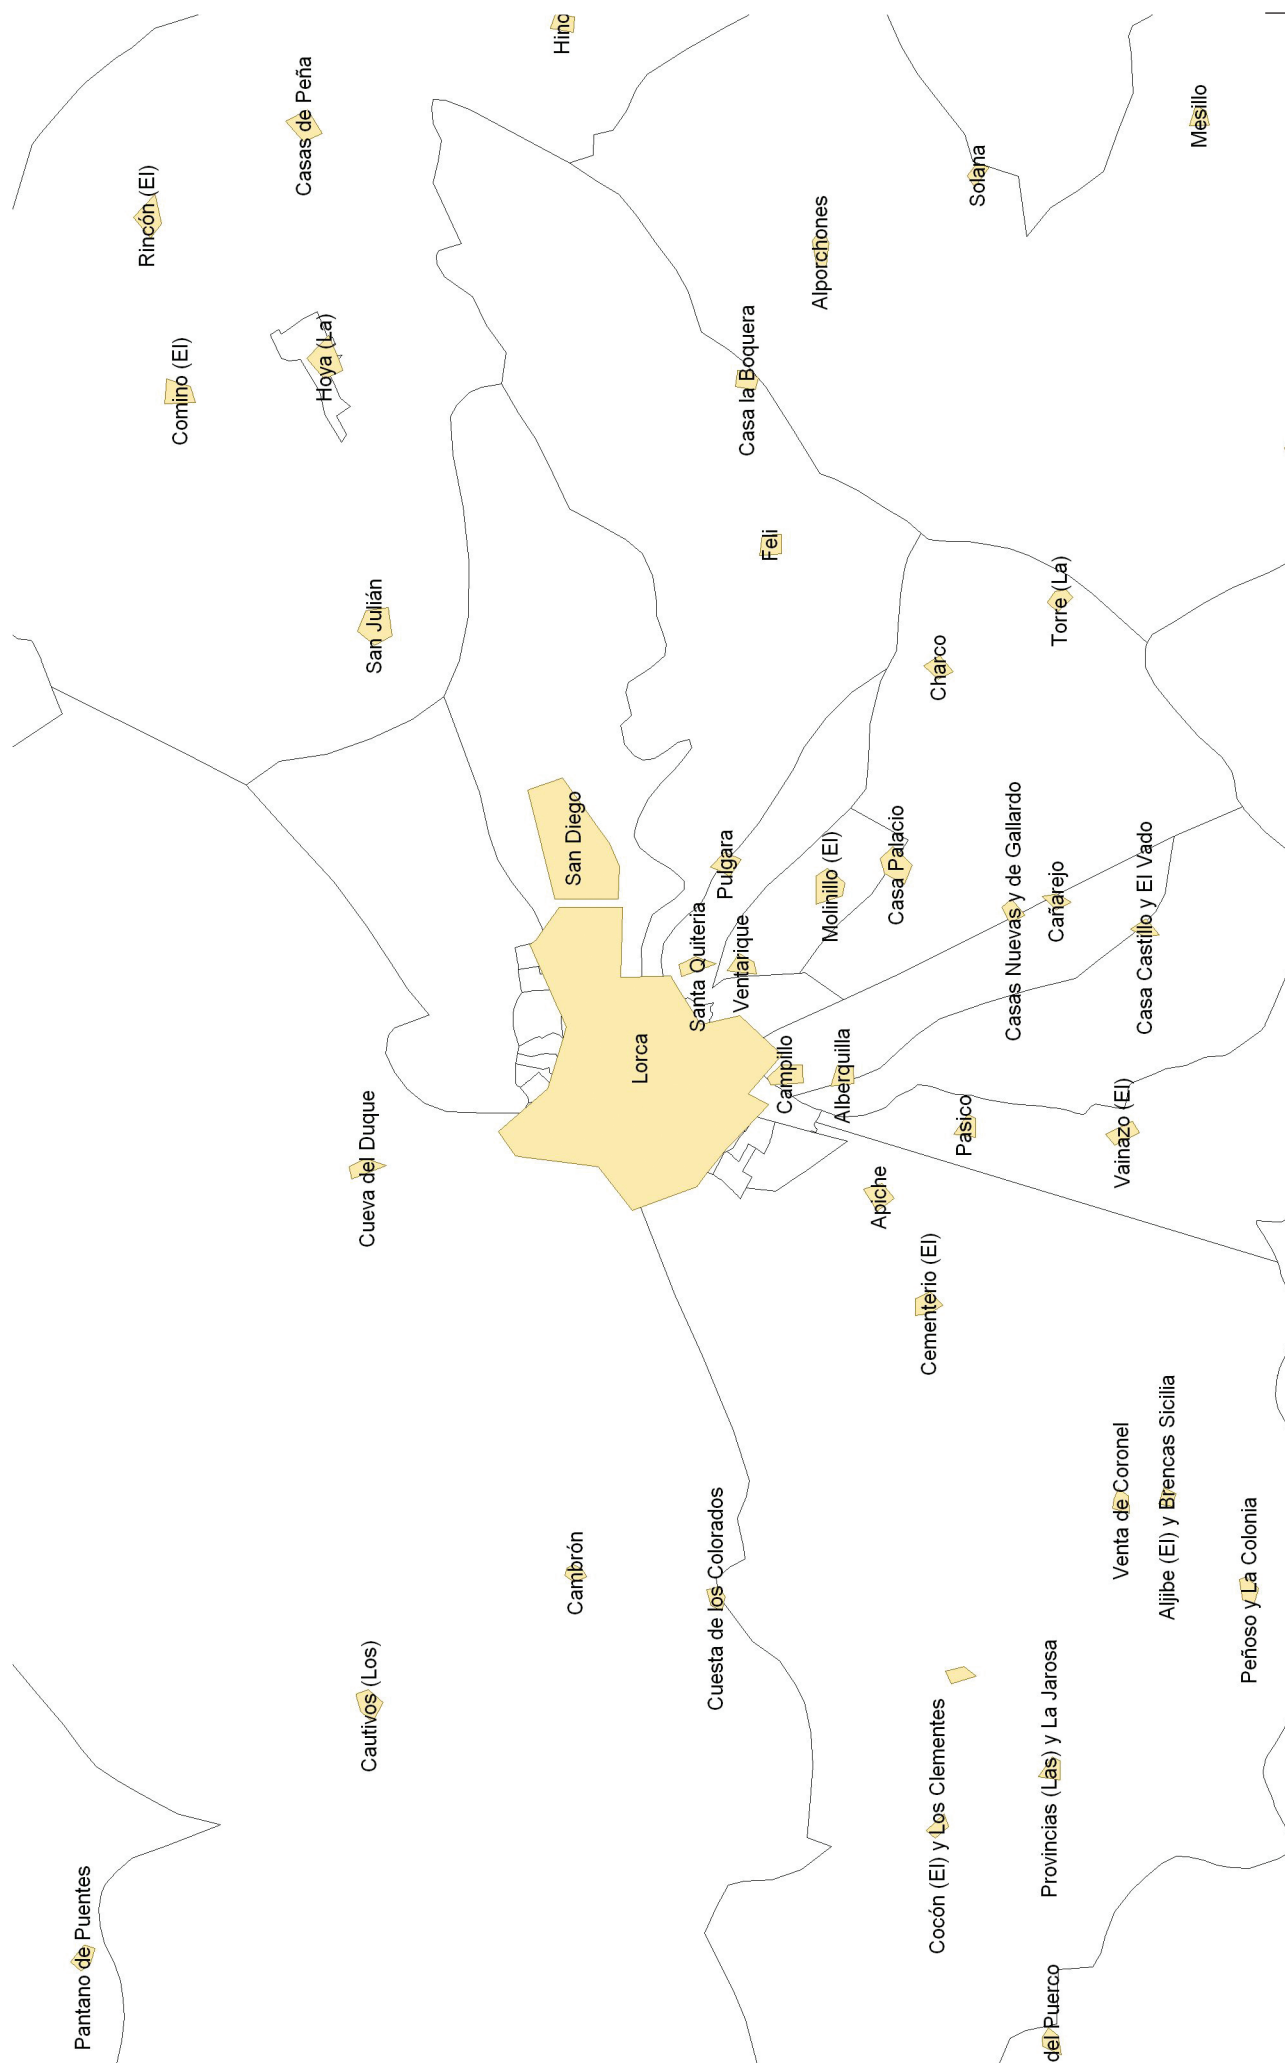 Hino
Casas de Peña
Mesillo
Rincón (El)
Solana
Alporchones
Comino (El)
Hoya (La)
Casa la Boquera
Feli
San Julián
Torre (La)
Charco
San Diego
Pulgara
Molinillo (El)
Casa Palacio
Casas Nuevas y de Gallardo
Cañarejo
Casa Castillo y El Vado
Santa Quiteria
Ventarique
Lorca
Campillo
Alberquilla
Pasico
Vainazo (El)
Cueva del Duque
Apiche
Cementerio (El)
Venta de Coronel
Aljibe (El) y Brencas Sicilia
Cambrón
Cuesta de los Colorados
Peñoso y La Colonia
Cautivos (Los)
Cocón (El) y Los Clementes
Provincias (Las) y La Jarosa
Pantano de Puentes
del Puerco